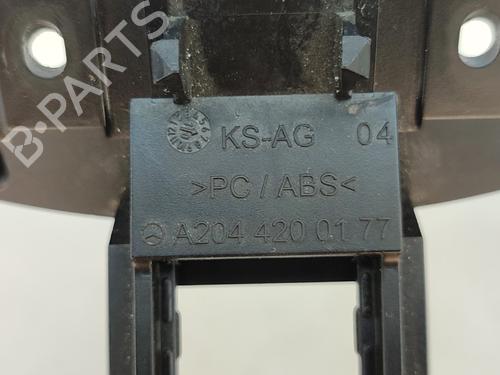 KS-AG 04
>PC / ABS<
A204 420 01 77
B-PARTS